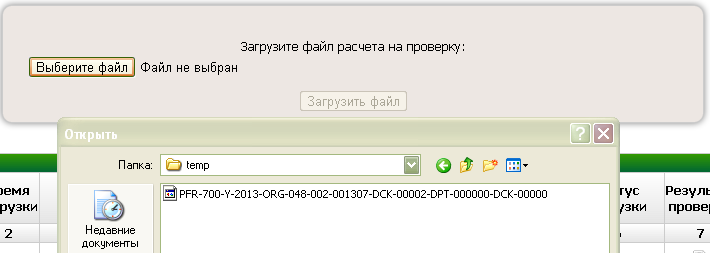 Загрузите файл расчета на проверку:
Выберите файл Файл не выбран
Загрузить файл
Открыть
Папка: temp
PFR-700-Y-2013-ORG-048-002-001307-DCK-00002-DPT-000000-DCK-00000
Недавние
документы
ремя
рузки
тус
узки
Резуль
провер
2
7